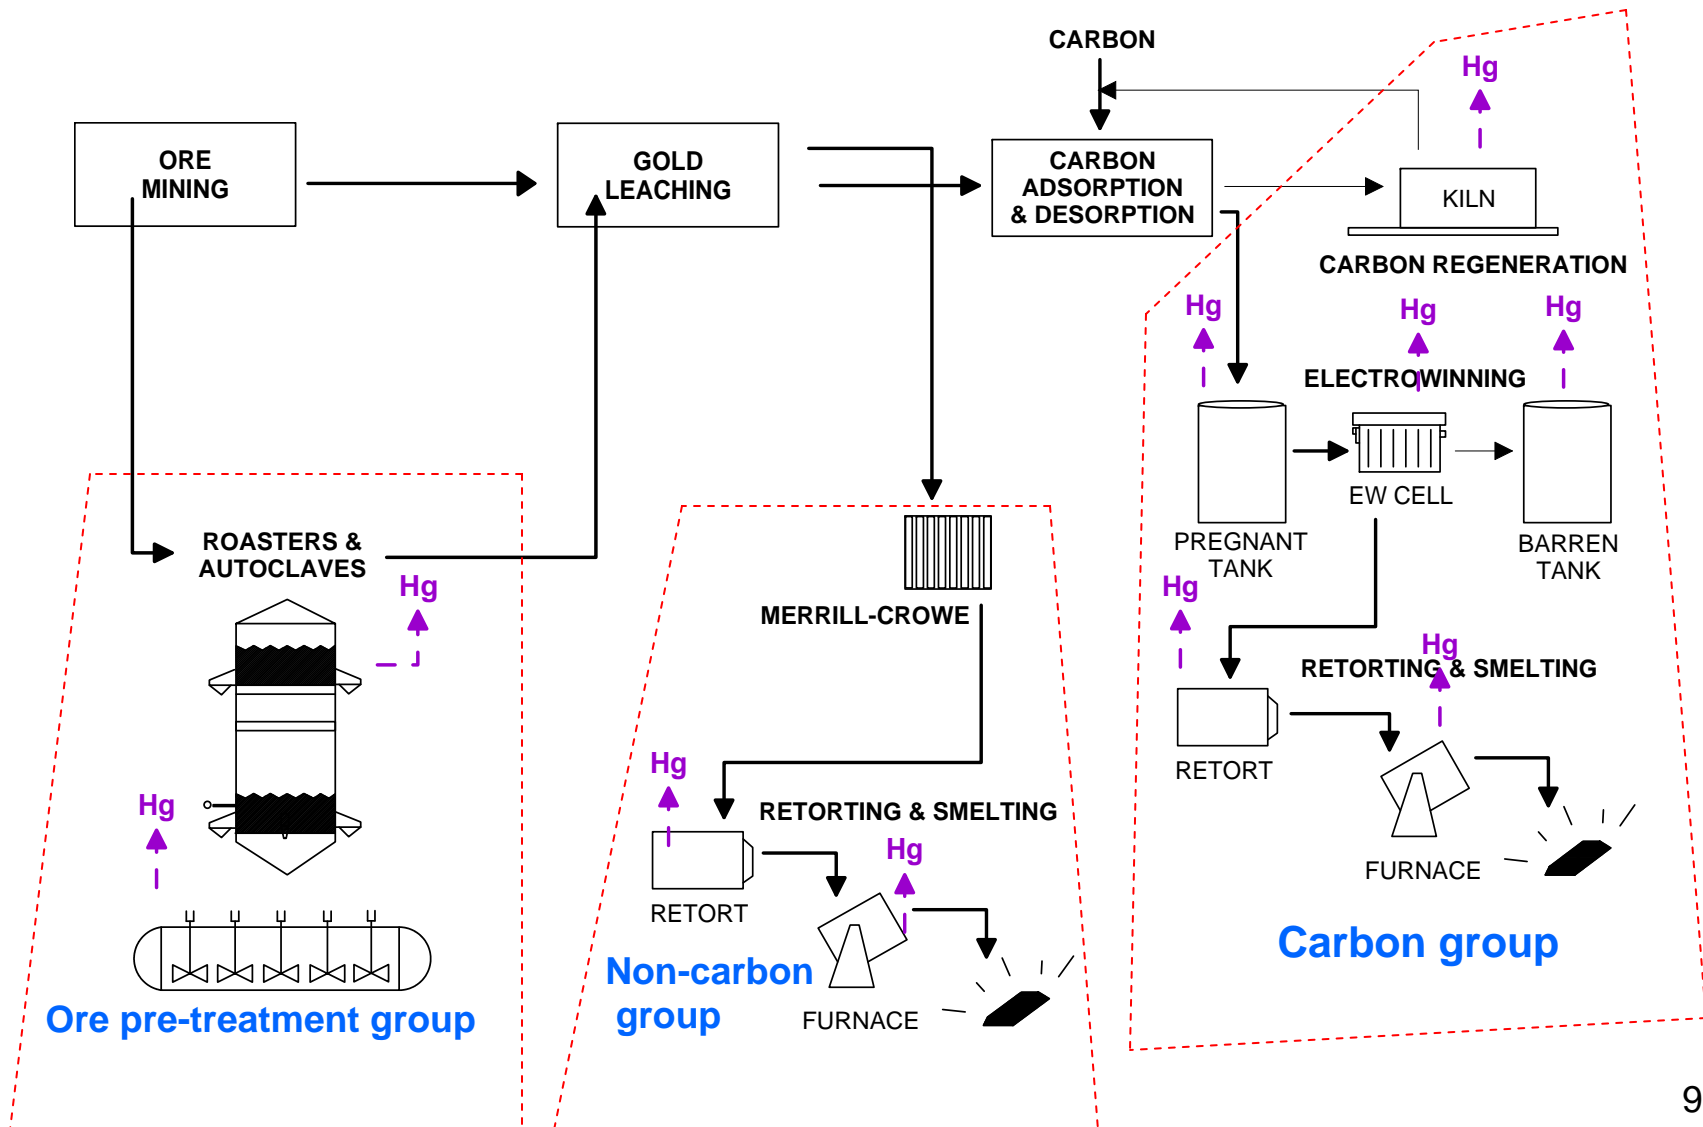 CARBON
Hg
ORE
MINING
GOLD
LEACHING
CARBON
ADSORPTION
& DESORPTION
KILN
CARBON REGENERATION
Hg
Hg
Hg
ELECTROWINNING
EW CELL
PREGNANT
TANK
BARREN
TANK
ROASTERS &
AUTOCLAVES
Hg
MERRILL-CROWE
Hg
Hg
RETORTING & SMELTING
RETORT
FURNACE
Hg
Hg
RETORTING & SMELTING
Hg
RETORT
FURNACE
Carbon group
Non-carbon
group
Ore pre-treatment group
9